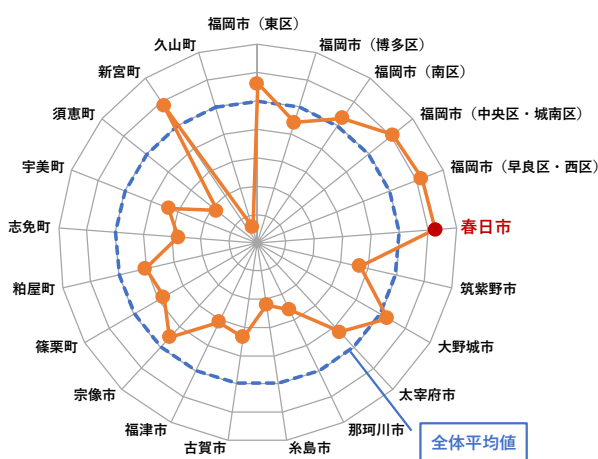 福岡市（東区）
福岡市（博多区）
福岡市（南区）
福岡市（中央区・城南区）
福岡市（早良区・西区）
春日市
筑紫野市
大野城市
太宰府市
那珂川市
糸島市
古賀市
福津市
宗像市
篠栗町
粕屋町
志免町
宇美町
須恵町
新宮町
久山町
全体平均値